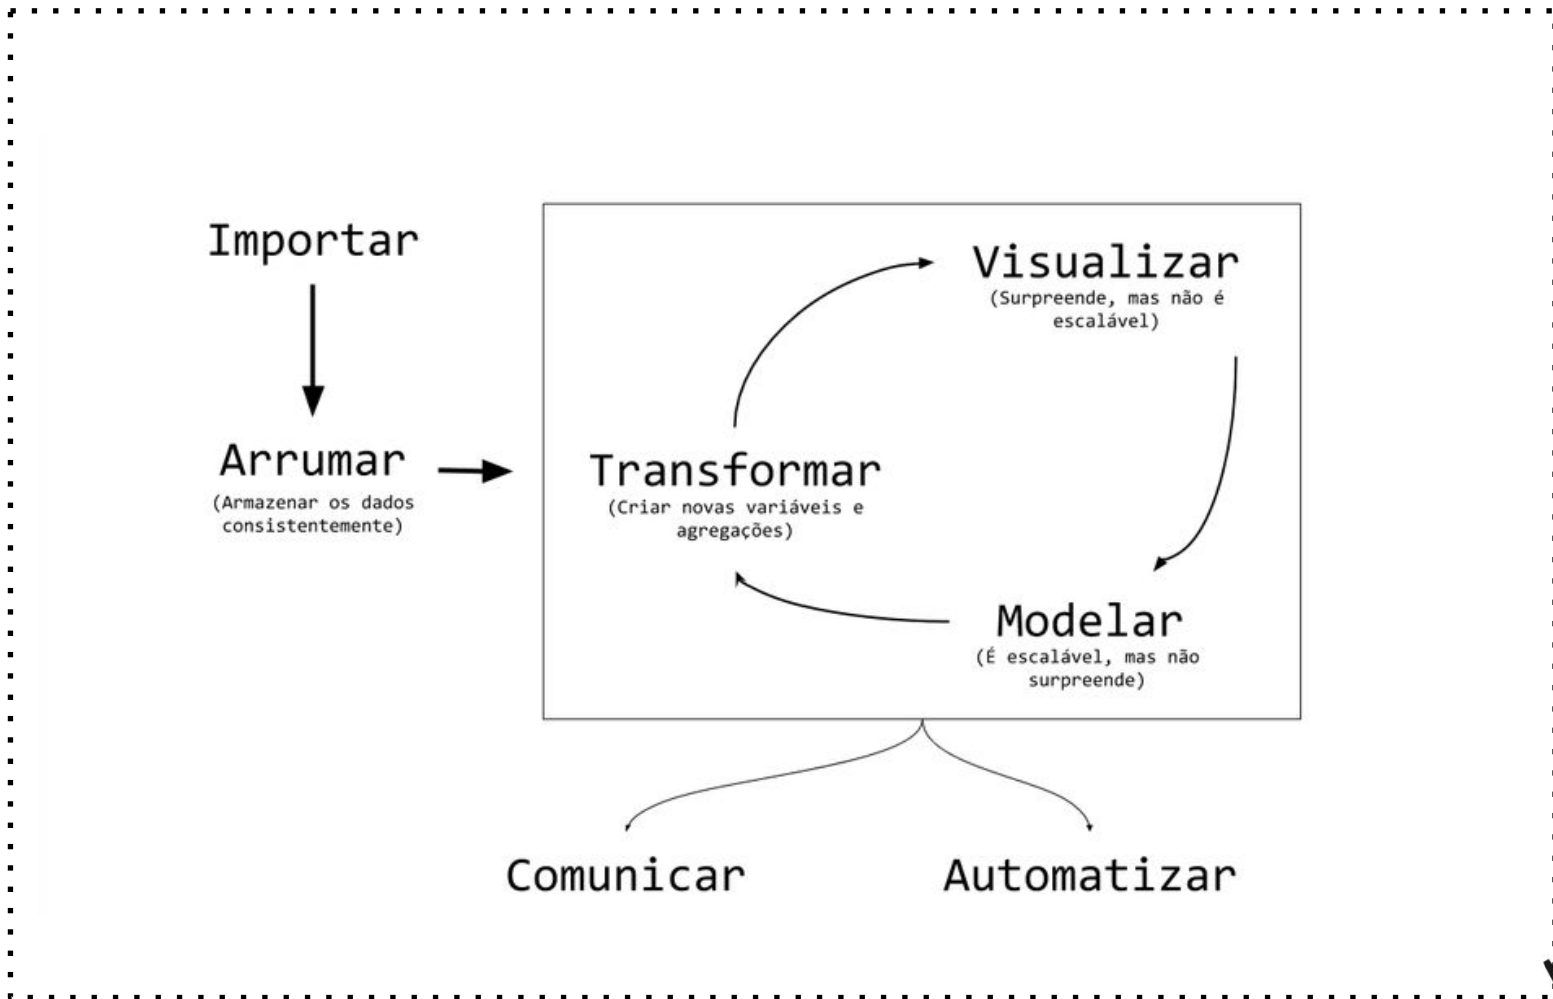 Importar
Arrumar
(Armazenar os dados
consistentemente)
Visualizar
(Surpreende, mas não é
escalável)
Transformar
(Criar novas variáveis e
agregações)
Modelar
(É escalável, mas não
surpreende)
Comunicar
Automatizar